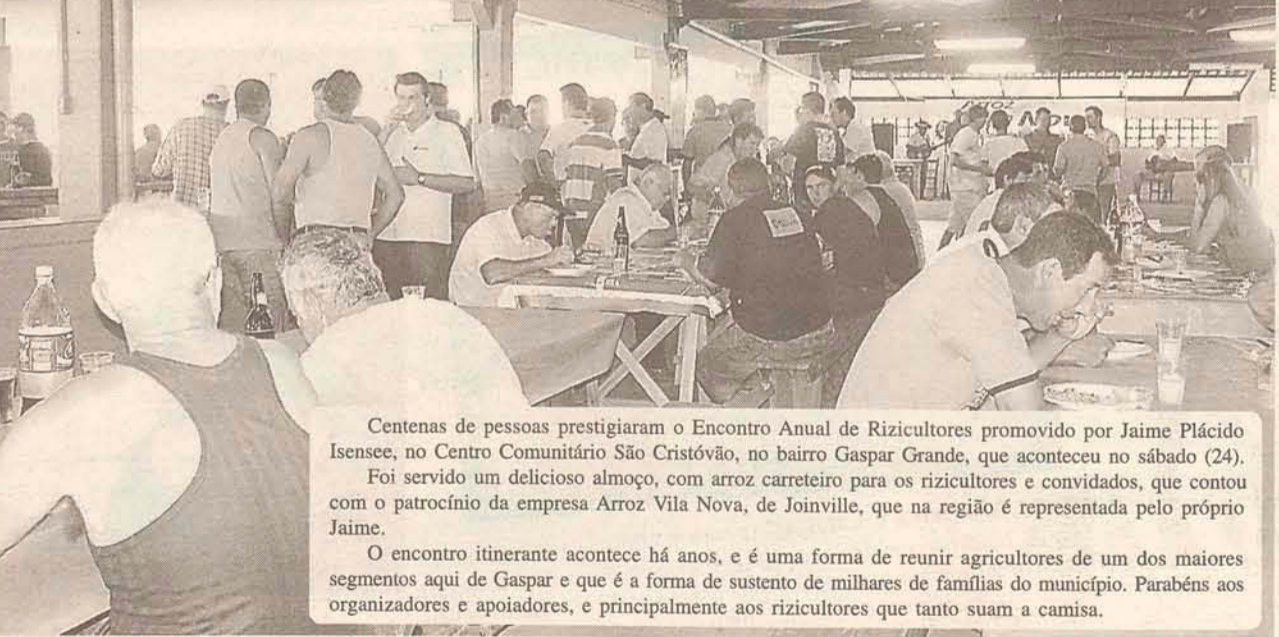 ARROZ
Centenas de pessoas prestigiaram o Encontro Anual de Rizicultores promovido por Jaime Plácido
Isensee, no Centro Comunitário São Cristóvão, no bairro Gaspar Grande, que aconteceu no sábado (24).
Foi servido um delicioso almoço, com arroz carreteiro para os rizicultores e convidados, que contou
com o patrocínio da empresa Arroz Vila Nova, de Joinville, que na região é representada pelo próprio
Jaime.
O encontro itinerante acontece há anos, e é uma forma de reunir agricultores de um dos maiores
segmentos aqui de Gaspar e que é a forma de sustento de milhares de famílias do município. Parabéns aos
organizadores e apoiadores, e principalmente aos rizicultores que tanto suam a camisa.